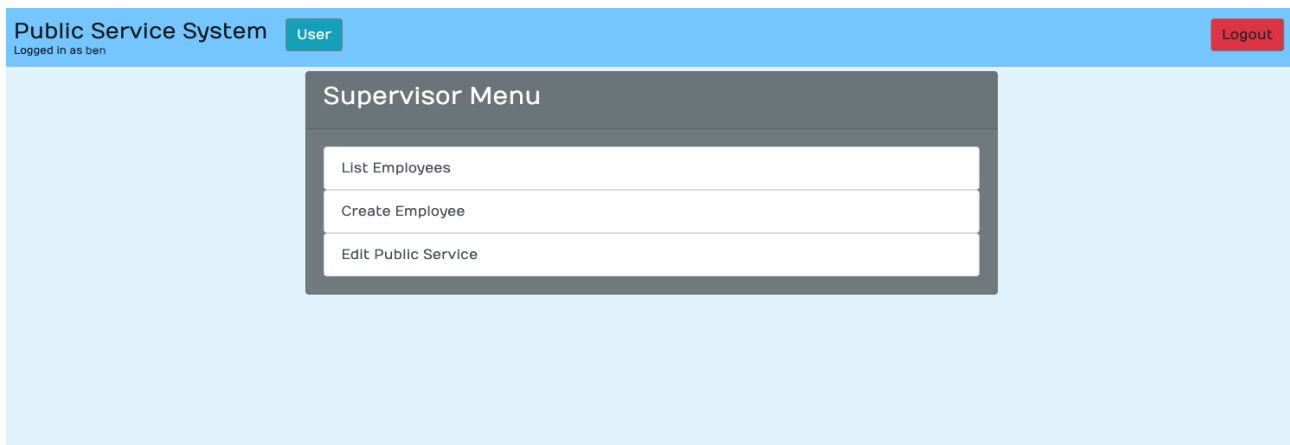 Public Service System
Logged in as ben
User
Logout
Supervisor Menu
List Employees
Create Employee
Edit Public Service